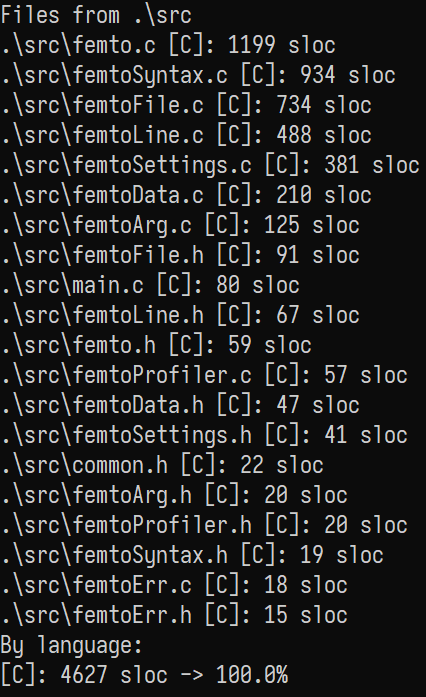 Files from .\src
.\src\femto.c [C]: 1199 sloc
.\src\femtoSyntax.c [C]: 934 sloc
.\src\femtoFile.c [C]: 734 sloc
.\src\femtoLine.c [C]: 488 sloc
.\src\femtoSettings.c [C]: 381 sloc
.\src\femtoData.c [C]: 210 sloc
.\src\femtoArg.c [C]: 125 sloc
.\src\femtoFile.h [C]: 91 sloc
.\src\main.c [C]: 80 sloc
.\src\femtoLine.h [C]: 67 sloc
.\src\femto.h [C]: 59 sloc
.\src\femtoProfiler.c [C]: 57 sloc
.\src\femtoData.h [C]: 47 sloc
.\src\femtoSettings.h [C]: 41 sloc
.\src\common.h [C]: 22 sloc
.\src\femtoArg.h [C]: 20 sloc
.\src\femtoProfiler.h [C]: 20 sloc
.\src\femtoSyntax.h [C]: 19 sloc
.\src\femtoErr.c [C]: 18 sloc
.\src\femtoErr.h [C]: 15 sloc
By language:
[C]: 4627 sloc -> 100.0%